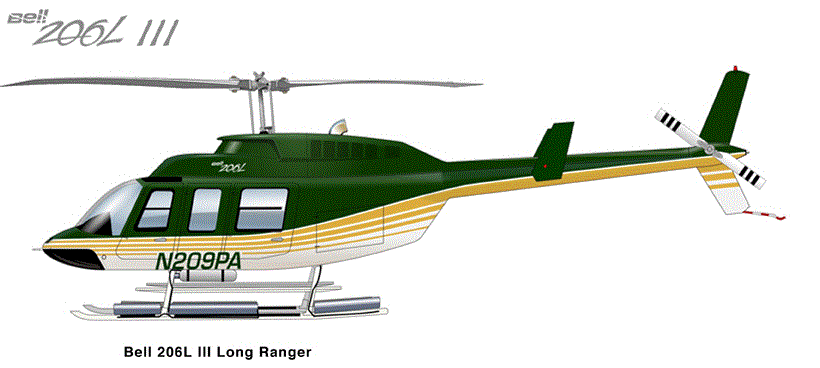 Bell
206L III
Bell 206L
N209PA
Bell 206L III Long Ranger